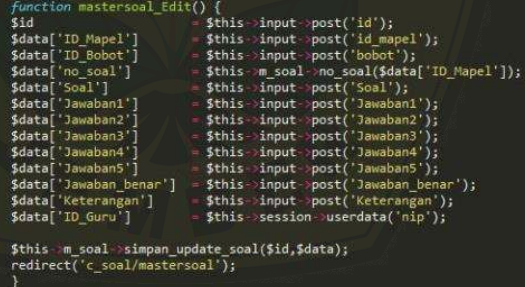 function mastersoal_Edit() {
$id = $this->input->post('id');
$data['ID_Mapel'] = $this->input->post('id_mapel');
$data['ID_Bobot'] = $this->input->post('bobot');
$data['no_soal'] = $this->m_soal->no_soal($data['ID_Mapel']);
$data['Soal'] = $this->input->post('Soal');
$data['Jawaban1'] = $this->input->post('Jawaban1');
$data['Jawaban2'] = $this->input->post('Jawaban2');
$data['Jawaban3'] = $this->input->post('Jawaban3');
$data['Jawaban4'] = $this->input->post('Jawaban4');
$data['Jawaban5'] = $this->input->post('Jawaban5');
$data['Jawaban_benar'] = $this->input->post('Jawaban_benar');
$data['Keterangan'] = $this->input->post('Keterangan');
$data['ID_Guru'] = $this->session->userdata('nip');
$this->m_soal->simpan_update_soal($id,$data);
redirect('c_soal/mastersoal');
}